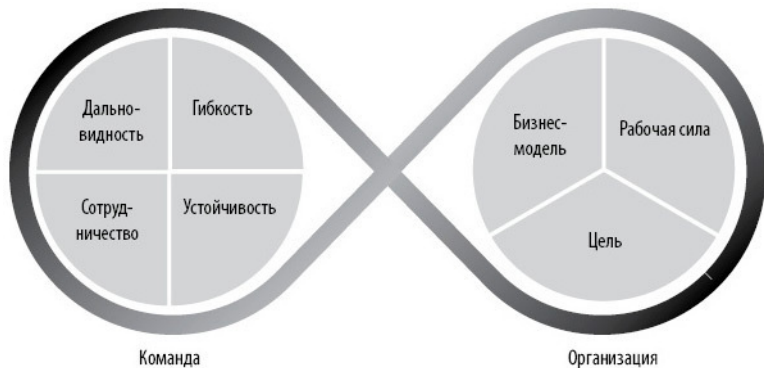 Дально-
видность
Гибкость
Сотруд-
ничество
Устойчивость
Бизнес-
модель
Рабочая сила
Цель
Команда
Организация